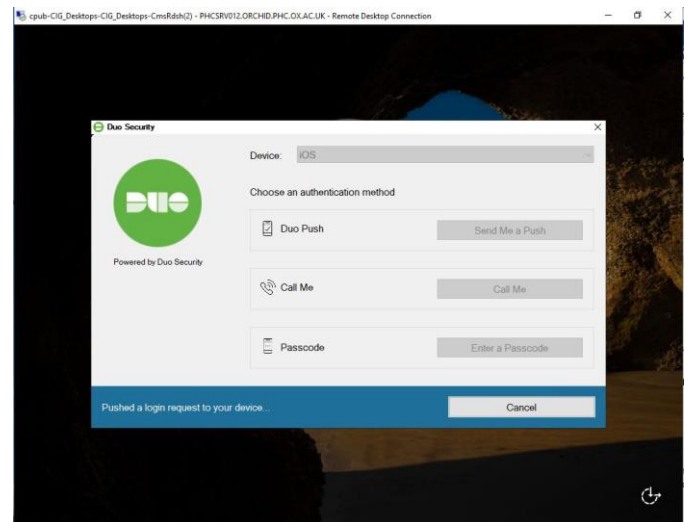 cpub-CIG_Desktops-CIG_Desktops-CmsRdsh(2) - PHCSRV012.ORCHID.PHC.OX.AC.UK - Remote Desktop Connection
Duo Security
Device: iOS
DUO
Choose an authentication method
Duo Push Send Me a Push
Powered by Duo Security
Call Me Call Me
Passcode Enter a Passcode
Pushed a login request to your device... Cancel